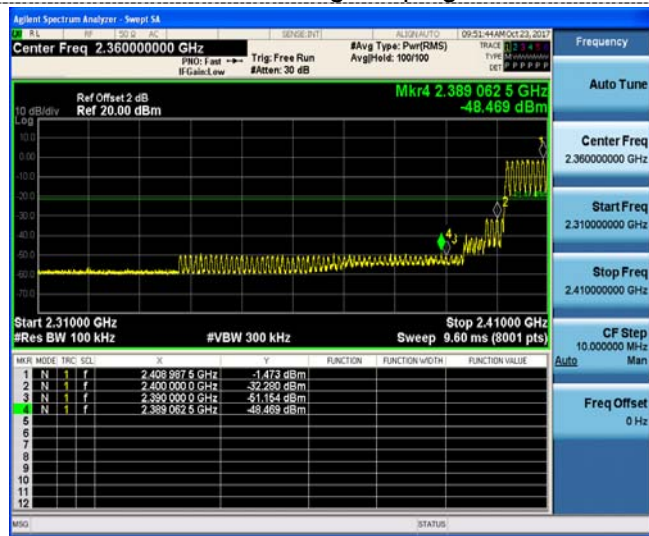 Agilent Spectrum Analyzer - Swept SA
RL RF 50 Ω AC SENSE:INT ALIGNAUTO 09:51:44AM Oct 23, 2017
Center Freq 2.360000000 GHz
PNO: Fast
IFGain:Low
Trig: Free Run
#Atten: 30 dB
#Avg Type: Pwr(RMS)
Avg|Hold: 100/100
TRACE 1 2 3 4 5 6
TYPE
DET P P P P P P
Ref Offset 2 dB
10 dB/div Ref 20.00 dBm
Log
Mkr4 2.389 062 5 GHz
-48.469 dBm
10.0
0.00
-10.0
-20.0
-30.0
-40.0
-50.0
-60.0
-70.0
1
2
4
3
Start 2.31000 GHz Stop 2.41000 GHz
#Res BW 100 kHz #VBW 300 kHz Sweep 9.60 ms (8001 pts)
MKR MODE TRC SCL X Y FUNCTION FUNCTION WIDTH FUNCTION VALUE
1 N 1 f 2.408 987 5 GHz -1.473 dBm
2 N 1 f 2.400 000 0 GHz -32.280 dBm
3 N 1 f 2.390 000 0 GHz -51.154 dBm
4 N 1 f 2.389 062 5 GHz -48.469 dBm
5
6
7
8
9
10
11
12
MSG STATUS
Frequency
Auto Tune
Center Freq
2.360000000 GHz
Start Freq
2.310000000 GHz
Stop Freq
2.410000000 GHz
CF Step
10.000000 MHz
Auto Man
Freq Offset
0 Hz